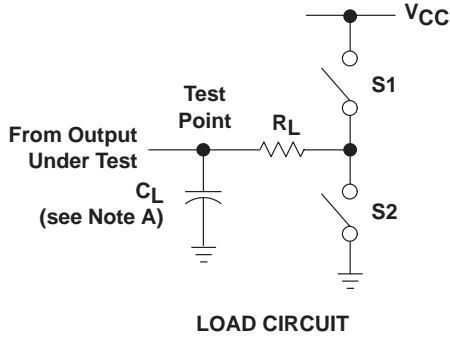 VCC
S1
Test
Point
RL
From Output
Under Test
CL
(see Note A)
S2
LOAD CIRCUIT